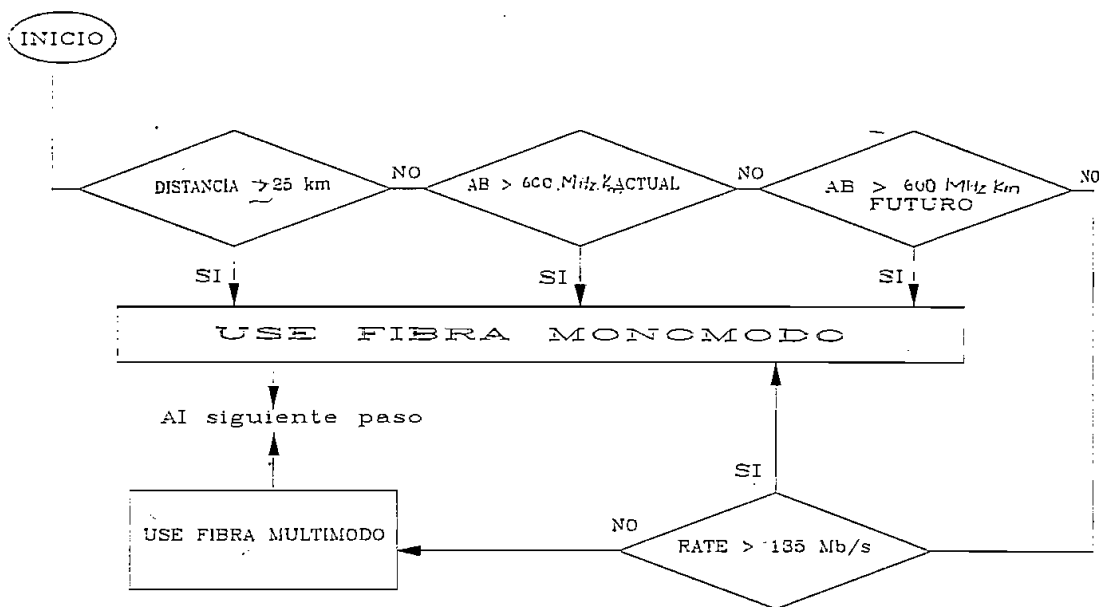 INICIO
DISTANCIA > 25 km
NO
AB > 600 MHz.Km ACTUAL
NO
AB > 600 MHz Km
FUTURO
NO
SI
SI
SI
USE FIBRA MONOMODO
Al siguiente paso
SI
USE FIBRA MULTIMODO
NO
RATE > 135 Mb/s